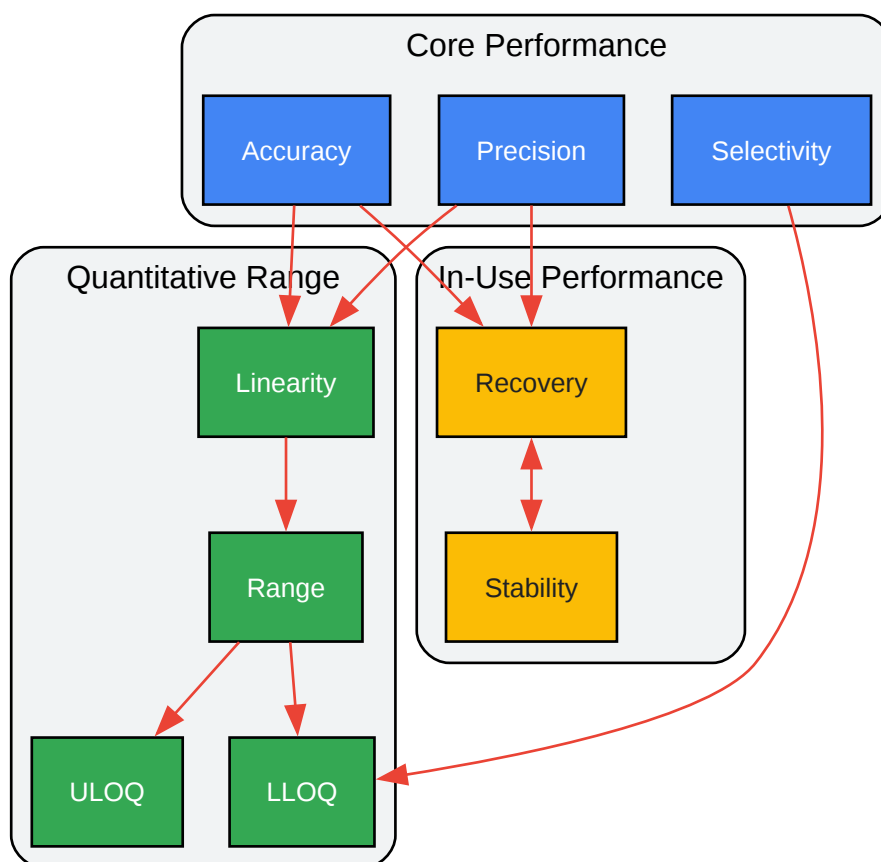 Core Performance
Accuracy
Precision
Selectivity
Quantitative Range
In-Use Performance
Linearity
Recovery
Range
Stability
ULOQ
LLOQ